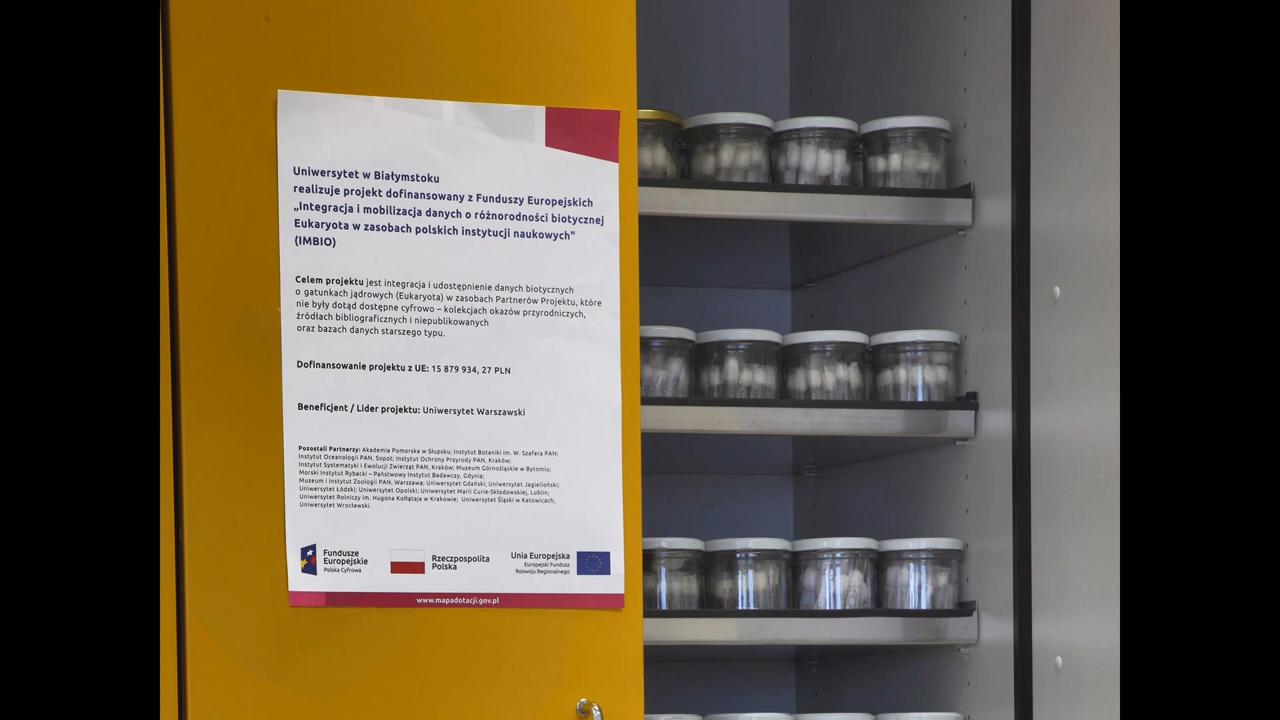 Uniwersytet w Białymstoku
realizuje projekt dofinansowany z Funduszy Europejskich
„Integracja i mobilizacja danych o różnorodności biotycznej
Eukaryota w zasobach polskich instytucji naukowych"
(IMBIO)
Celem projektu jest integracja i udostępnienie danych biotycznych
o gatunkach jądrowych (Eukaryota) w zasobach Partnerów Projektu, które
nie były dotąd dostępne cyfrowo – kolekcjach okazów przyrodniczych,
źródłach bibliograficznych i niepublikowanych
oraz bazach danych starszego typu.
Dofinansowanie projektu z UE: 15 879 934, 27 PLN
Beneficjent / Lider projektu: Uniwersytet Warszawski
Pozostali Partnerzy: Akademia Pomorska w Słupsku; Instytut Botaniki im. W. Szafera PAN;
Instytut Oceanologii PAN, Sopot; Instytut Ochrony Przyrody PAN, Kraków;
Instytut Systematyki i Ewolucji Zwierząt PAN, Kraków; Muzeum Górnośląskie w Bytomiu;
Morski Instytut Rybacki – Państwowy Instytut Badawczy, Gdynia;
Muzeum i Instytut Zoologii PAN, Warszawa; Uniwersytet Gdański; Uniwersytet Jagielloński;
Uniwersytet Łódzki; Uniwersytet Opolski; Uniwersytet Marii Curie-Skłodowskiej, Lublin;
Uniwersytet Rolniczy im. Hugona Kołłątaja w Krakowie; Uniwersytet Śląski w Katowicach;
Uniwersytet Wrocławski.
Fundusze
Europejskie
Polska Cyfrowa
Rzeczpospolita
Polska
Unia Europejska
Europejski Fundusz
Rozwoju Regionalnego
www.mapadotacji.gov.pl